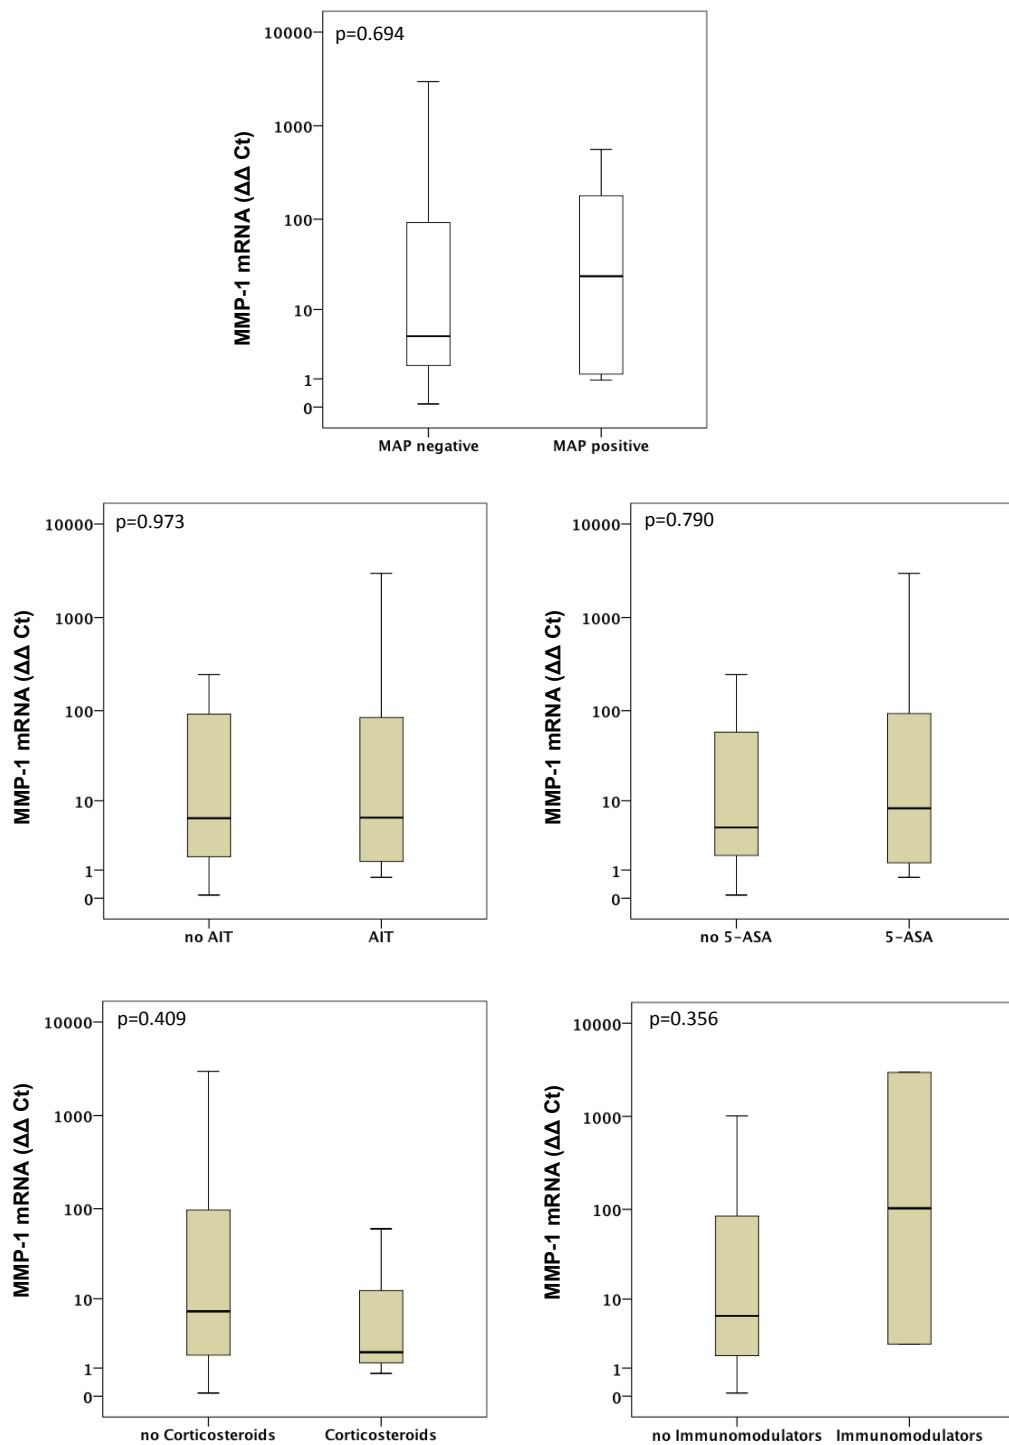 p=0.694
MMP-1 mRNA (ΔΔ Ct)
10000
1000
100
10
1
0
MAP negative MAP positive
p=0.973
MMP-1 mRNA (ΔΔ Ct)
10000
1000
100
10
1
0
no AIT AIT
p=0.790
MMP-1 mRNA (ΔΔ Ct)
10000
1000
100
10
1
0
no 5-ASA 5-ASA
p=0.409
MMP-1 mRNA (ΔΔ Ct)
10000
1000
100
10
1
0
no Corticosteroids Corticosteroids
p=0.356
MMP-1 mRNA (ΔΔ Ct)
10000
1000
100
10
1
0
no Immunomodulators Immunomodulators